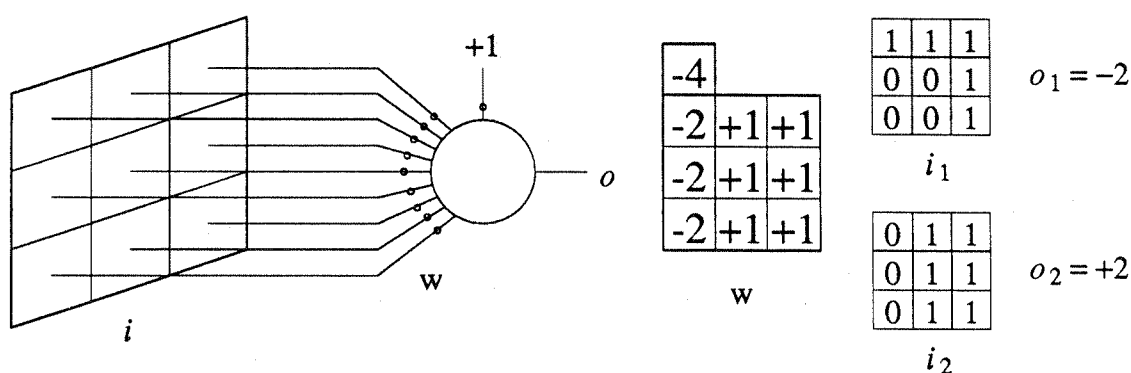 +1
o
w
i
-4
-2 +1 +1
-2 +1 +1
-2 +1 +1
w
1 1 1
0 0 1
0 0 1
i1
o1 = -2
0 1 1
0 1 1
0 1 1
i2
o2 = +2